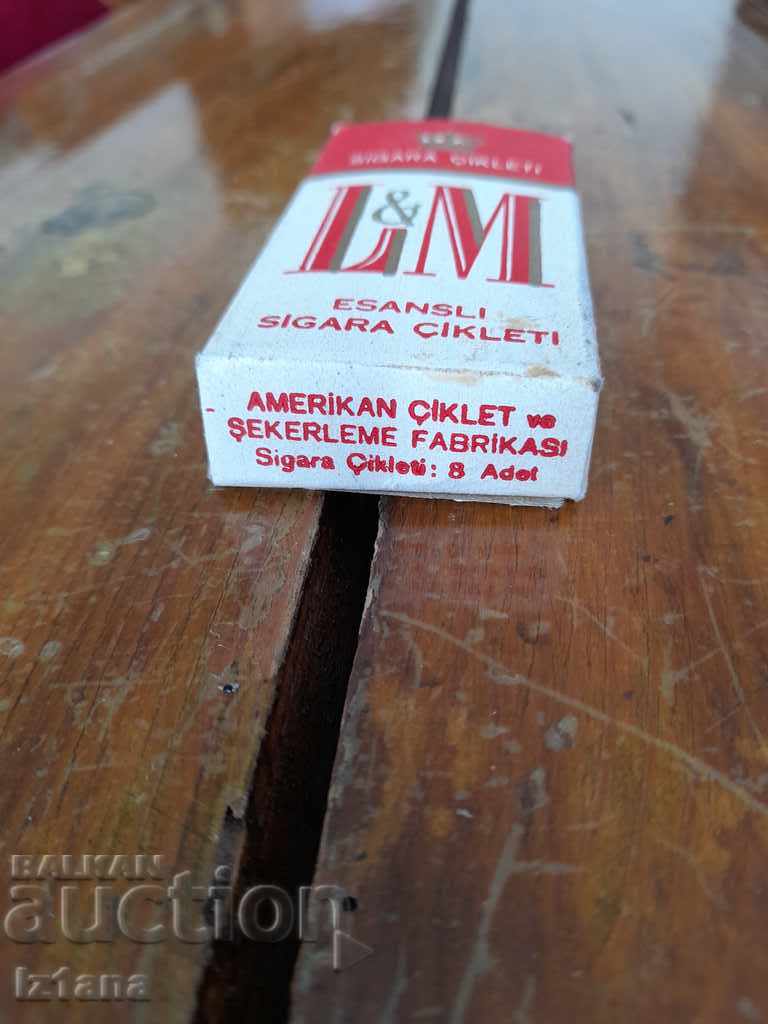 SIGARA ÇİKLETİ
L&M
ESANSLI
SİGARA ÇİKLETİ
AMERİKAN ÇİKLET ve
ŞEKERLEME FABRİKASI
Sigara Çikleti: 8 Adet
BALKAN
auction
Iz1ana